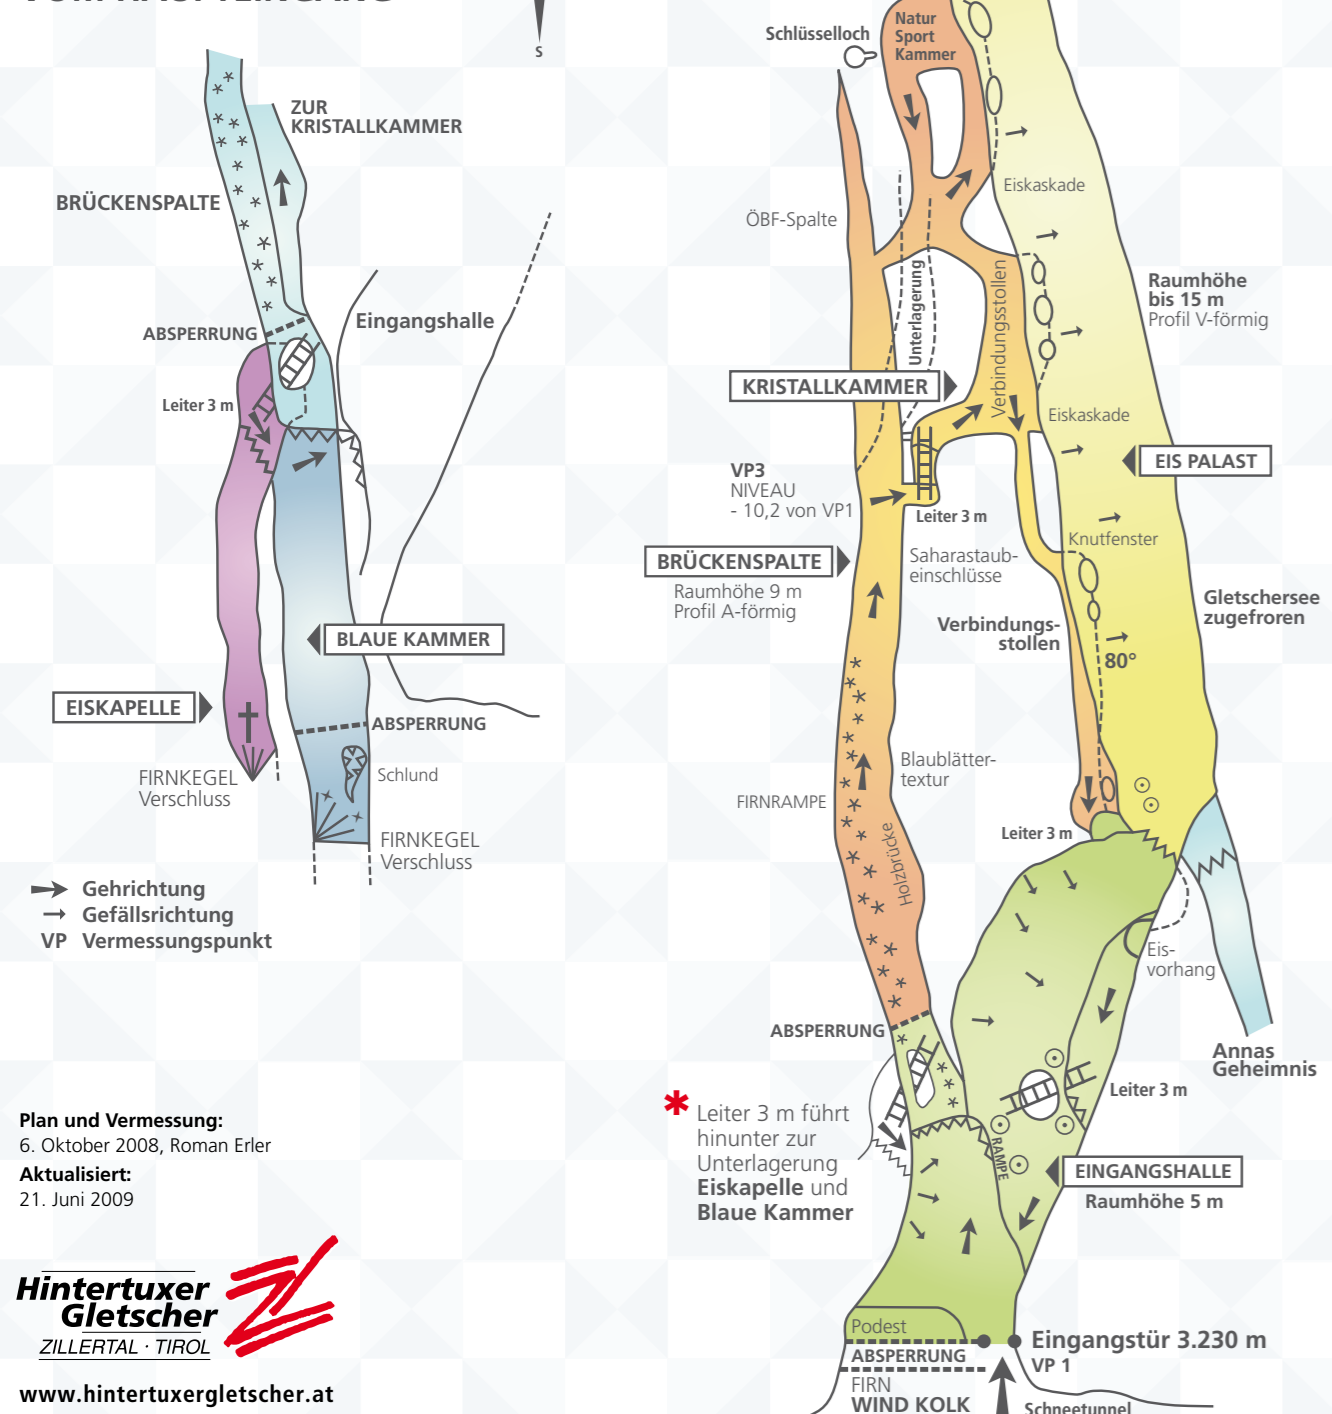 S
ZUR
KRISTALLKAMMER
BRÜCKENSPALTE
ABSPERRUNG
Eingangshalle
Leiter 3 m
BLAUE KAMMER
EISKAPELLE
ABSPERRUNG
Schlund
FIRNKEGEL
Verschluss
FIRNKEGEL
Verschluss
Gehrichtung
Gefällsrichtung
VP Vermessungspunkt
Plan und Vermessung:
6. Oktober 2008, Roman Erler
Aktualisiert:
21. Juni 2009
Hintertuxer
Gletscher
ZILLERTAL · TIROL
www.hintertuxergletscher.at
Schlüsselloch
Natur
Sport
Kammer
Eiskaskade
ÖBF-Spalte
Unterlagerung
Verbindungsstollen
Raumhöhe
bis 15 m
Profil V-förmig
KRISTALLKAMMER
Eiskaskade
EIS PALAST
VP3
NIVEAU
- 10,2 von VP1
Leiter 3 m
Knutfenster
BRÜCKENSPALTE
Raumhöhe 9 m
Profil A-förmig
Saharastaub-
einschlüsse
Gletschersee
zugefroren
Verbindungs-
stollen
80°
Blaublätter-
textur
FIRNRAMPE
Holzbrücke
Leiter 3 m
Eis-
vorhang
ABSPERRUNG
Annas
Geheimnis
Leiter 3 m
* Leiter 3 m führt
hinunter zur
Unterlagerung
Eiskapelle und
Blaue Kammer
RAMPE
EINGANGSHALLE
Raumhöhe 5 m
Podest
ABSPERRUNG
Eingangstür 3.230 m
VP 1
FIRN
WIND KOLK
Schneetunnel